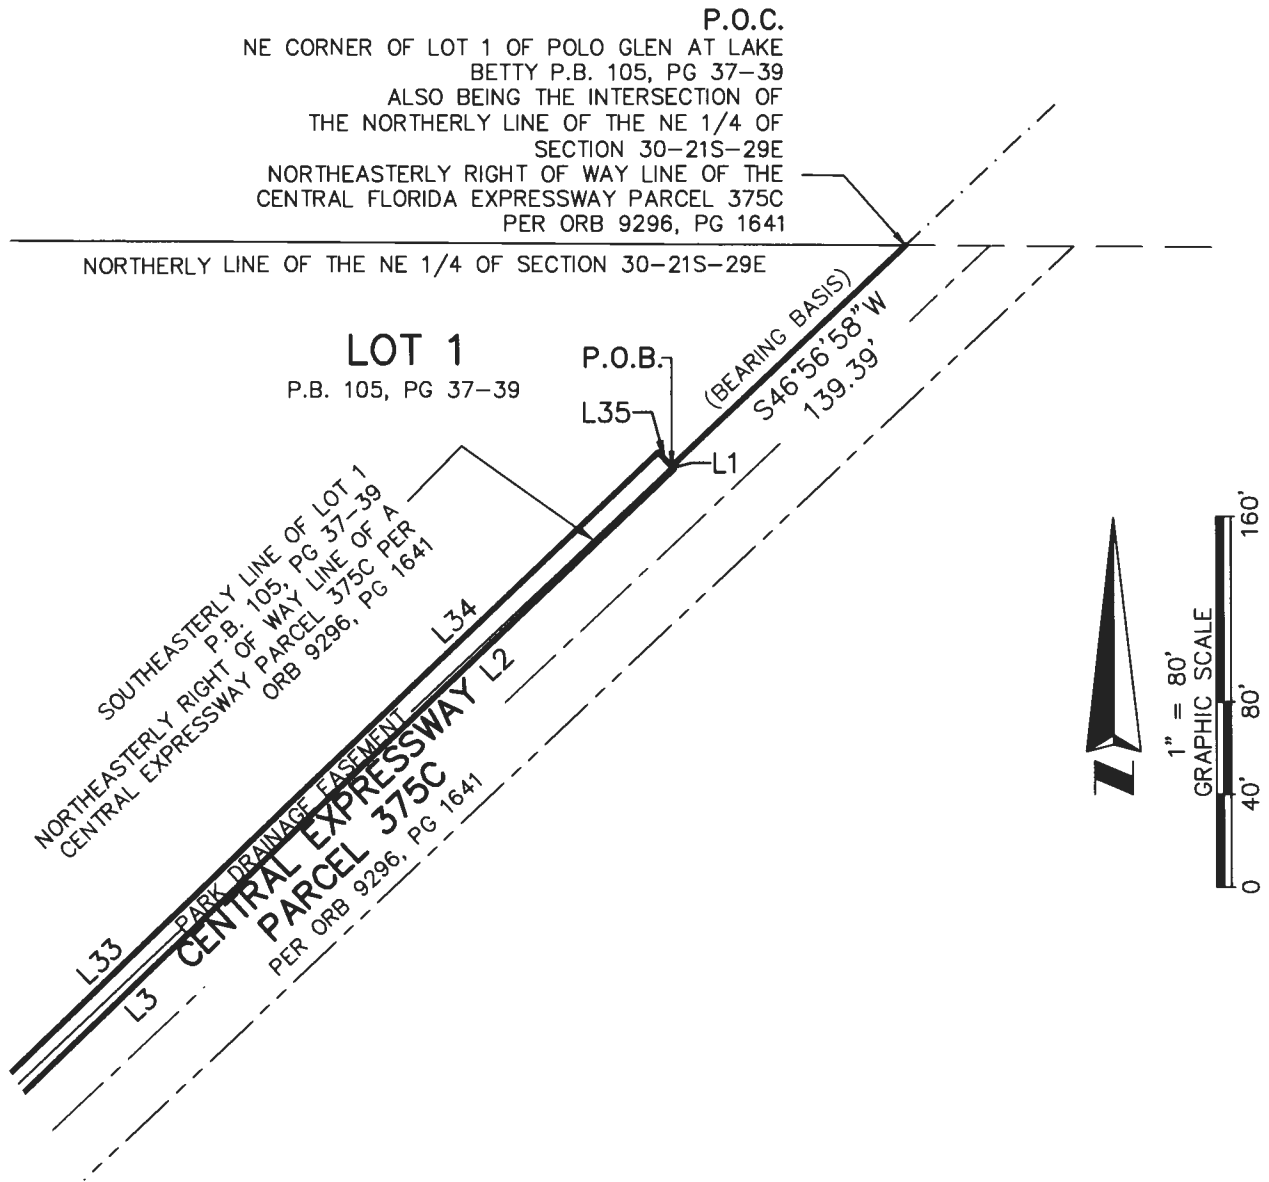 P.O.C.
NE CORNER OF LOT 1 OF POLO GLEN AT LAKE
BETTY P.B. 105, PG 37-39
ALSO BEING THE INTERSECTION OF
THE NORTHERLY LINE OF THE NE 1/4 OF
SECTION 30-21S-29E
NORTHEASTERLY RIGHT OF WAY LINE OF THE
CENTRAL FLORIDA EXPRESSWAY PARCEL 375C
PER ORB 9296, PG 1641
NORTHERLY LINE OF THE NE 1/4 OF SECTION 30-21S-29E
(BEARING BASIS)
S46°56'58"W
139.39'
LOT 1
P.B. 105, PG 37-39
P.O.B.
L35
L1
SOUTHEASTERLY LINE OF LOT 1
P.B. 105, PG 37-39
NORTHEASTERLY RIGHT OF WAY LINE OF A
CENTRAL EXPRESSWAY PARCEL 375C PER
ORB 9296, PG 1641
L34
L2
PARK DRAINAGE EASEMENT
CENTRAL EXPRESSWAY
PARCEL 375C
PER ORB 9296, PG 1641
L33
L3
Z
1" = 80'
GRAPHIC SCALE
0
40'
80'
160'